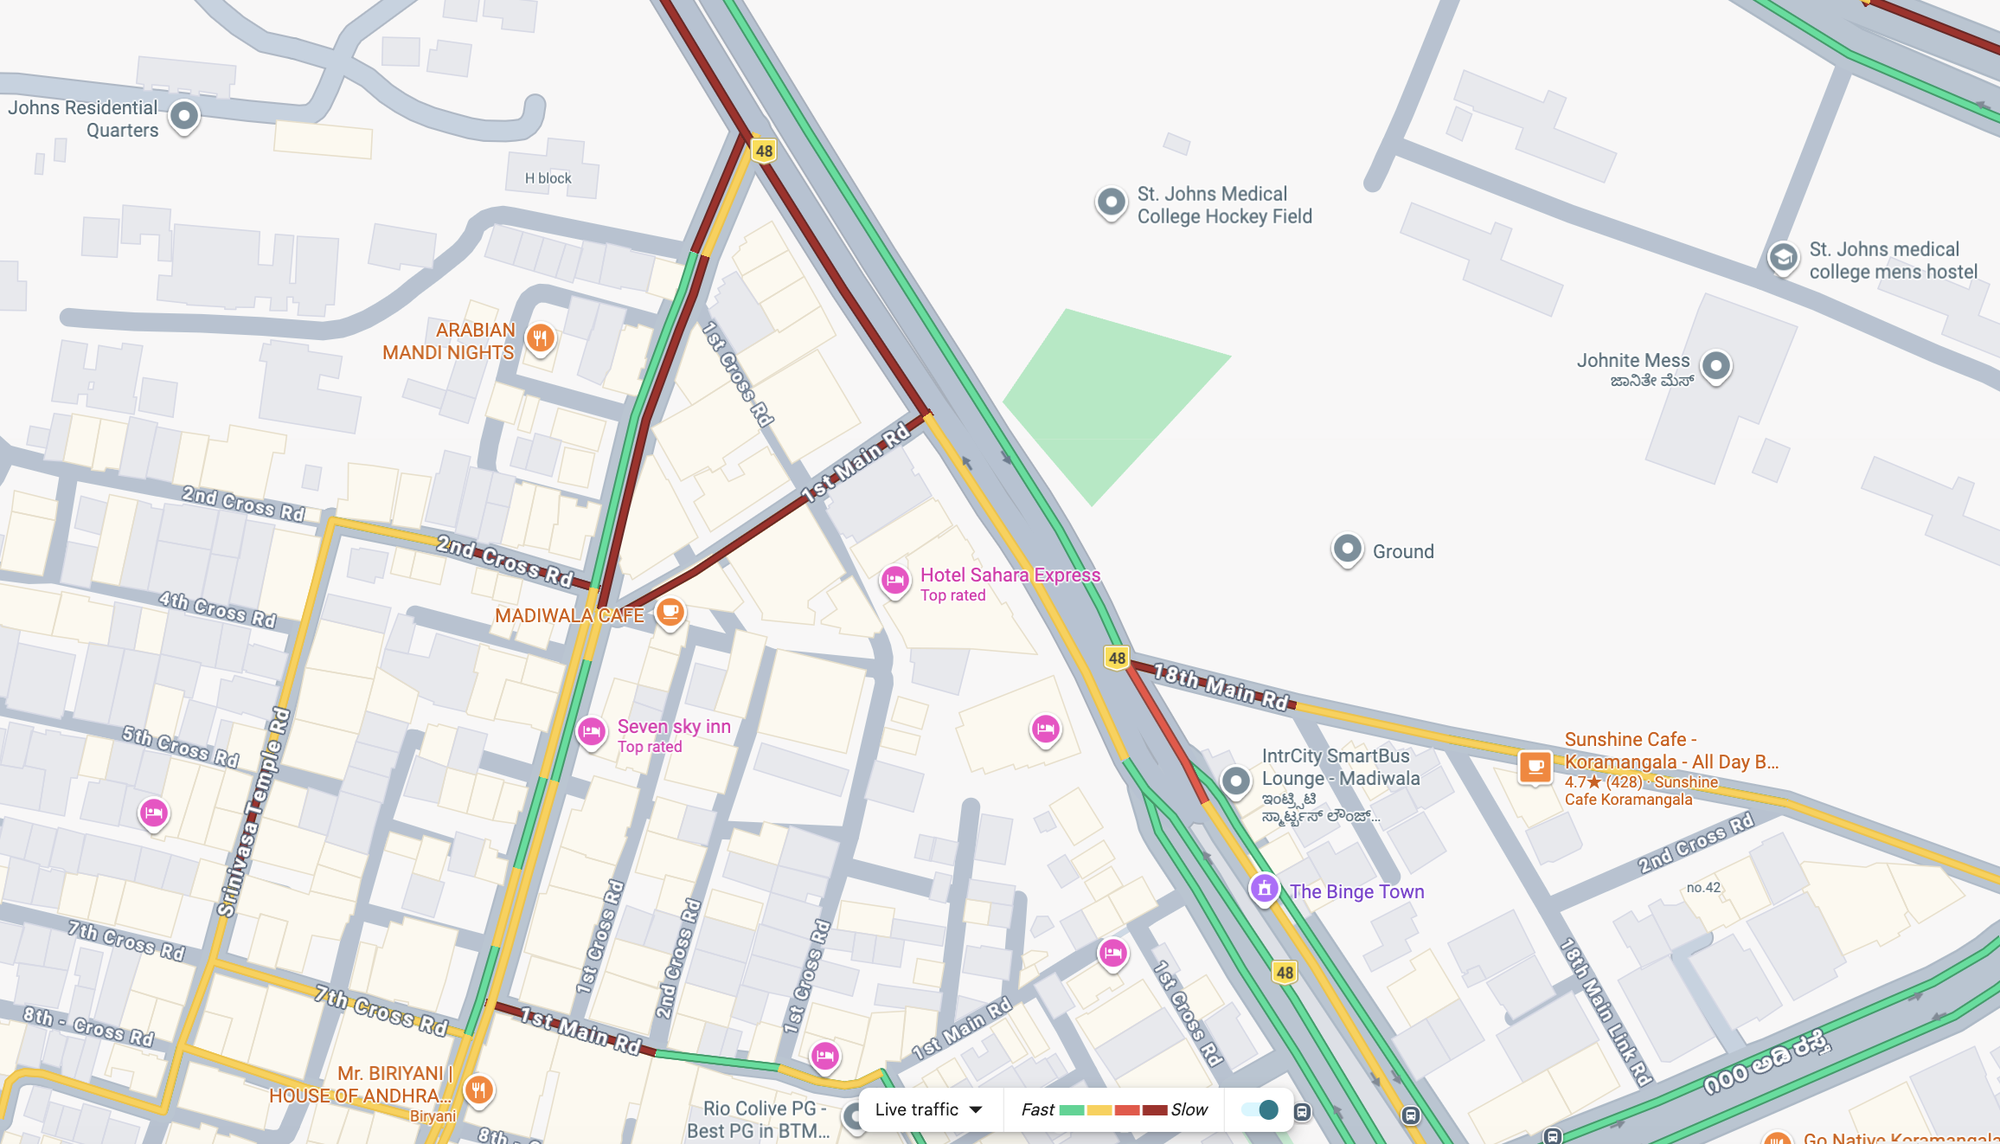 Johns Residential
Quarters
48
H block
St. Johns Medical
College Hockey Field
St. Johns medical
college mens hostel
ARABIAN
MANDI NIGHTS
1st Cross Rd
Johnite Mess
ಜಾನಿತೇ ಮೆಸ್
1st Main Rd
2nd Cross Rd
2nd Cross Rd
Ground
Hotel Sahara Express
Top rated
4th Cross Rd
MADIWALA CAFE
48
18th Main Rd
Seven sky inn
Top rated
5th Cross Rd
Srinivasa Temple Rd
IntrCity SmartBus
Lounge - Madiwala
ಇಂಟ್ರ್ಸಿಟಿ
ಸ್ಮಾರ್ಟ್ಬಸ್ ಲೌಂಜ್...
Sunshine Cafe -
Koramangala - All Day B...
4.7★ (428) · Sunshine
Cafe Koramangala
2nd Cross Rd
no.42
The Binge Town
7th Cross Rd
1st Cross Rd
2nd Cross Rd
1st Cross Rd
48
18th Main Link Rd
7th Cross Rd
8th - Cross Rd
1st Main Rd
1st Main Rd
1st Cross Rd
Mr. BIRIYANI |
HOUSE OF ANDHRA...
Biryani
Rio Colive PG -
Best PG in BTM...
Live traffic
Fast
Slow
Go Native Koramangala